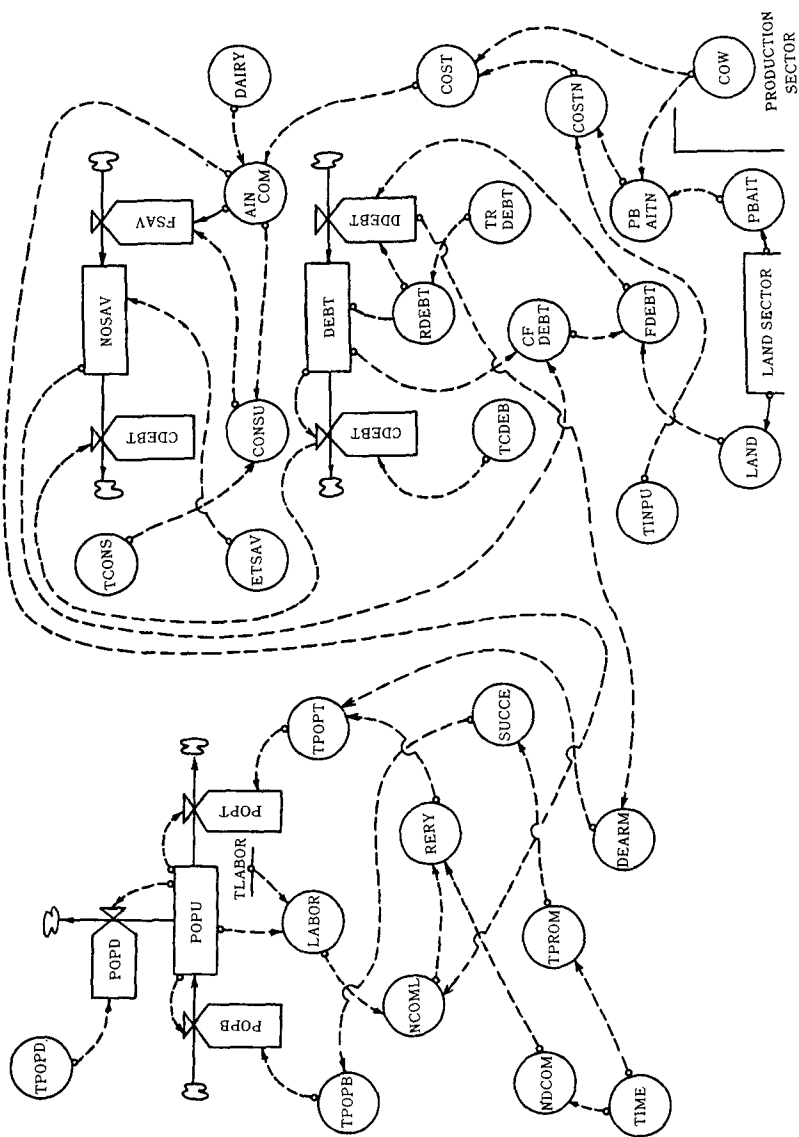 TPOPD
POPD
POPB
POPU
POPT
TPOPB
LABOR
TLABOR
TPOPT
NCOML
RERY
SUCCE
NDCOM
TPROM
DEARM
TIME
TCONS
CDEBT
NOSAV
FSAV
DAIRY
ETSAV
CONSU
AIN
COM
CDEBT
DEBT
DDEBT
COST
TCDEB
RDEBT
TR
DEBT
CF
DEBT
COSTN
TINPU
FDEBT
PB
AITN
COW
LAND
LAND SECTOR
PBAIT
PRODUCTION
SECTOR